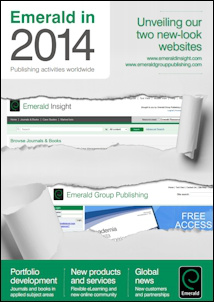 Emerald in
2014
Publishing activities worldwide
Unveiling our
two new-look
websites
www.emeraldinsight.com
www.emeraldgrouppublishing.com
Emerald Insight
Browse Journals & Books
Emerald Group Publishing
FREE
ACCESS
Portfolio
development
Journals and books in
applied subject areas
New products
and services
Flexible eLearning and
new online community
Global
news
New customers
and partnerships
Emerald